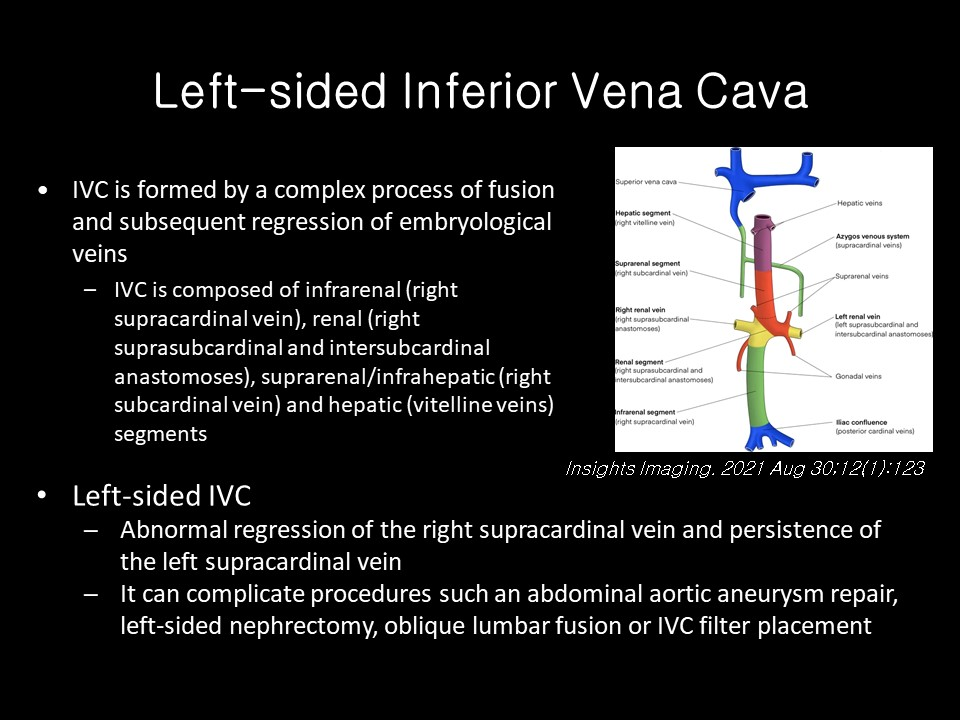 Left-sided Inferior Vena Cava
• IVC is formed by a complex process of fusion
and subsequent regression of embryological
veins
– IVC is composed of infrarenal (right
supracardinal vein), renal (right
suprasubcardinal and intersubcardinal
anastomoses), suprarenal/infrahepatic (right
subcardinal vein) and hepatic (vitelline veins)
segments
Superior vena cava
Hepatic segment
(right vitelline vein)
Suprarenal segment
(right subcardinal vein)
Right renal vein
(right suprasubcardinal
anastomoses)
Renal segment
(right suprasubcardinal and
intersubcardinal anastomoses)
Infrarenal segment
(right supracardinal vein)
Hepatic veins
Azygos venous system
(supracardinal veins)
Suprarenal veins
Left renal vein
(left suprasubcardinal and
intersubcardinal anastomoses)
Gonadal veins
Iliac confluence
(posterior cardinal veins)
Insights Imaging. 2021 Aug 30;12(1):123
• Left-sided IVC
– Abnormal regression of the right supracardinal vein and persistence of
the left supracardinal vein
– It can complicate procedures such an abdominal aortic aneurysm repair,
left-sided nephrectomy, oblique lumbar fusion or IVC filter placement